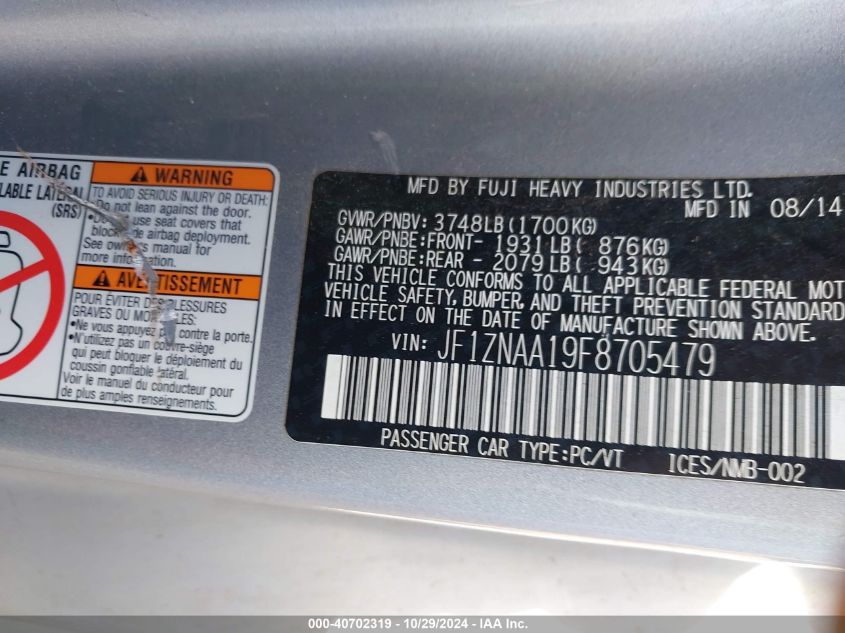 E AIRBAG
LABLE LATERAL
(SRS)
WARNING
TO AVOID SERIOUS INJURY OR DEATH:
•Do not lean against the door.
•Do use seat covers that
block side airbag deployment.
See owner's manual for
more information.
AVERTISSEMENT
POUR ÉVITER DES BLESSURES
GRAVES OU MORTELLES:
•Ne vous appuyez pas contre la porte.
•N'utilisez pas un couvre-siège
qui peut bloquer le déploiement du
coussin gonflable latéral.
Voir le manuel du conducteur pour
de plus amples renseignements.
MFD BY FUJI HEAVY INDUSTRIES LTD.
MFD IN 08/14
GVWR/PNBV: 3748LB(1700KG)
GAWR/PNBE:FRONT- 1931LB( 876KG)
GAWR/PNBE:REAR - 2079LB( 943KG)
THIS VEHICLE CONFORMS TO ALL APPLICABLE FEDERAL MOT
VEHICLE SAFETY, BUMPER, AND THEFT PREVENTION STANDARD
IN EFFECT ON THE DATE OF MANUFACTURE SHOWN ABOVE.
VIN: JF1ZNAA19F8705479
PASSENGER CAR TYPE:PC/VT ICES/NMB-002
000-40702319 - 10/29/2024 - IAA Inc.